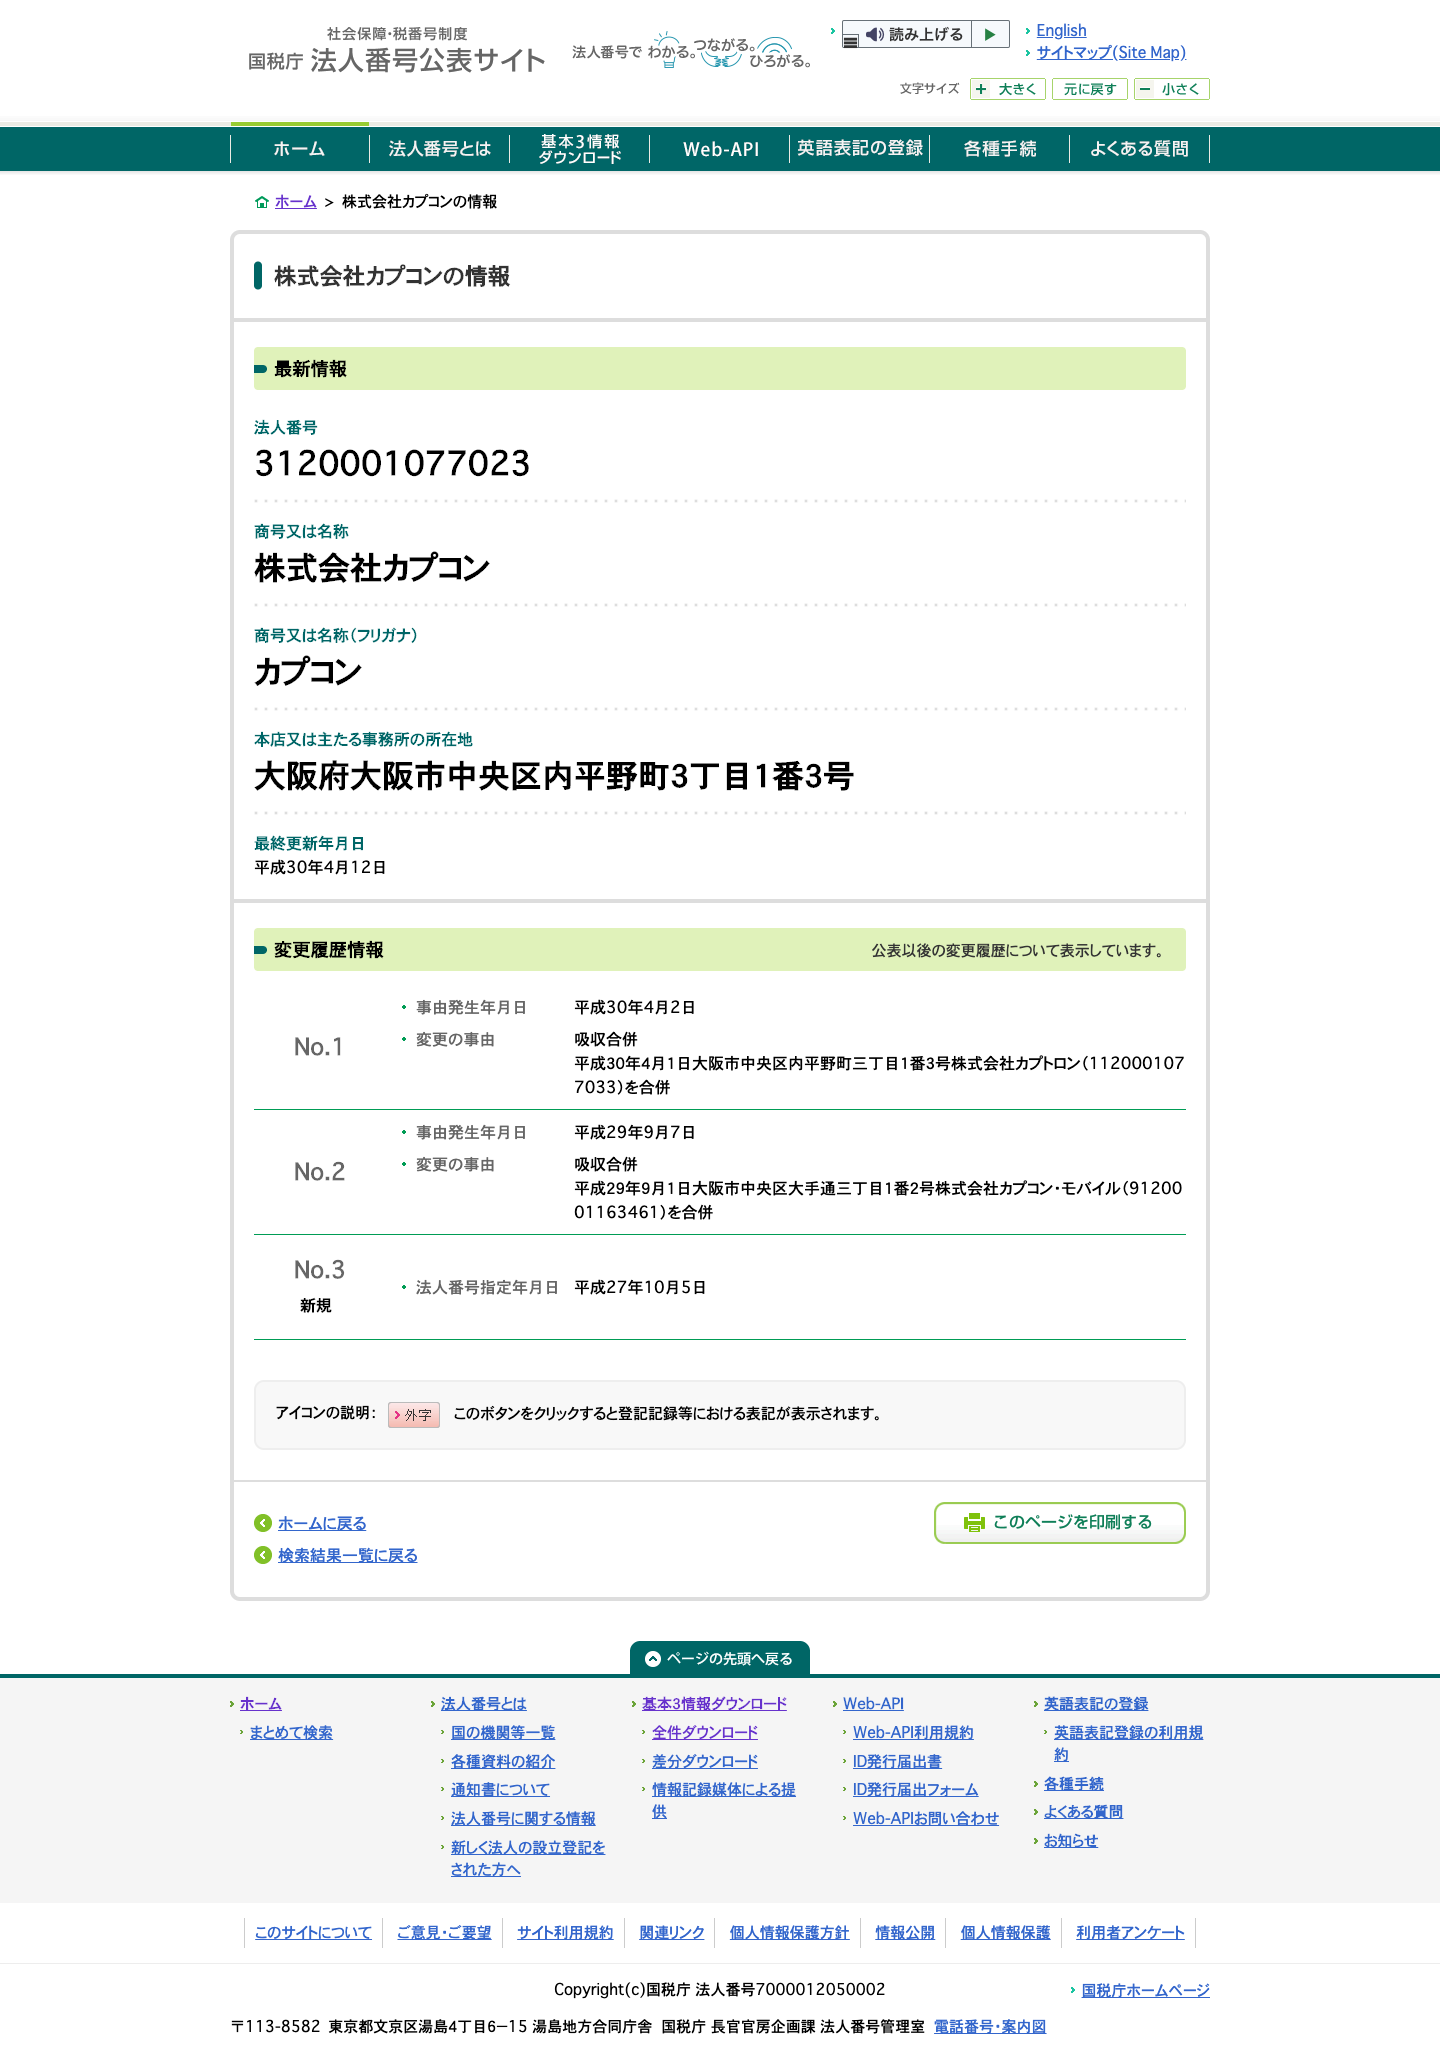 社会保障・税番号制度
国税庁 法人番号公表サイト
法人番号で わかる。つながる。ひろがる。
読み上げる
English
サイトマップ(Site Map)
文字サイズ 大きく 元に戻す 小さく
ホーム 法人番号とは 基本3情報ダウンロード Web-API 英語表記の登録 各種手続 よくある質問
ホーム > 株式会社カプコンの情報
株式会社カプコンの情報
最新情報
法人番号
3120001077023
商号又は名称
株式会社カプコン
商号又は名称(フリガナ)
カプコン
本店又は主たる事務所の所在地
大阪府大阪市中央区内平野町3丁目1番3号
最終更新年月日
平成30年4月12日
変更履歴情報 公表以後の変更履歴について表示しています。
No.1
事由発生年月日 平成30年4月2日
変更の事由 吸収合併
平成30年4月1日大阪市中央区内平野町三丁目1番3号株式会社カプトロン(112000107
7033)を合併
No.2
事由発生年月日 平成29年9月7日
変更の事由 吸収合併
平成29年9月1日大阪市中央区大手通三丁目1番2号株式会社カプコン・モバイル(91200
01163461)を合併
No.3
新規
法人番号指定年月日 平成27年10月5日
アイコンの説明: 外字 このボタンをクリックすると登記記録等における表記が表示されます。
ホームに戻る
このページを印刷する
検索結果一覧に戻る
ページの先頭へ戻る
ホーム
まとめて検索
法人番号とは
国の機関等一覧
各種資料の紹介
通知書について
法人番号に関する情報
新しく法人の設立登記を
された方へ
基本3情報ダウンロード
全件ダウンロード
差分ダウンロード
情報記録媒体による提
供
Web-API
Web-API利用規約
ID発行届出書
ID発行届出フォーム
Web-APIお問い合わせ
英語表記の登録
英語表記登録の利用規
約
各種手続
よくある質問
お知らせ
このサイトについて ご意見・ご要望 サイト利用規約 関連リンク 個人情報保護方針 情報公開 個人情報保護 利用者アンケート
Copyright(c)国税庁 法人番号7000012050002
国税庁ホームページ
〒113-8582 東京都文京区湯島4丁目6−15 湯島地方合同庁舎 国税庁 長官官房企画課 法人番号管理室 電話番号・案内図